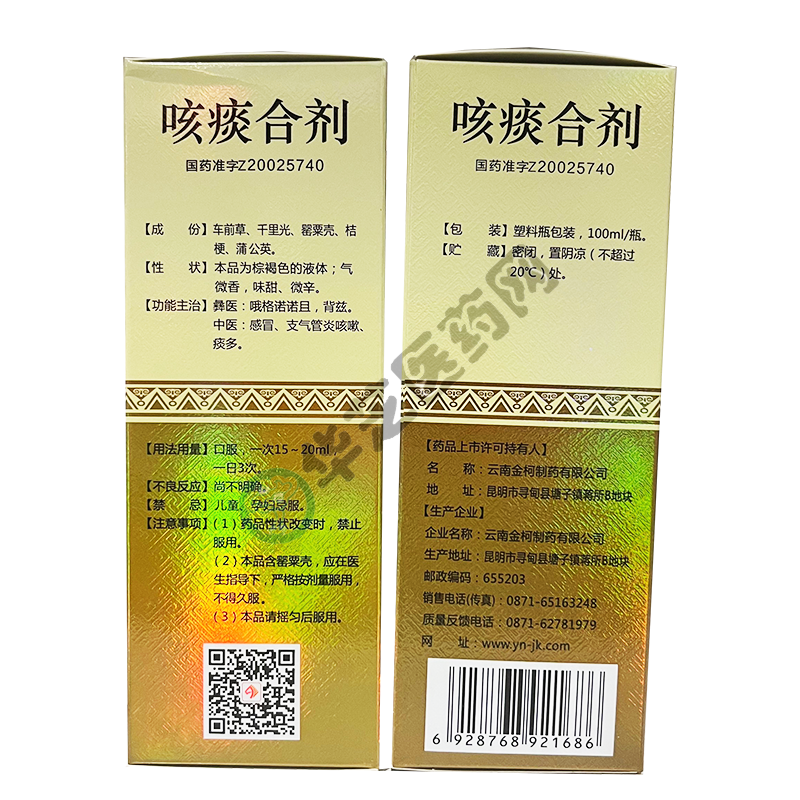 咳痰合剂
国药准字Z20025740
【成 份】车前草、千里光、罂粟壳、桔
梗、蒲公英。
【性 状】本品为棕褐色的液体；气
微香，味甜、微辛。
【功能主治】彝医：哦格诺诺且，背兹。
中医：感冒、支气管炎咳嗽、
痰多。
【用法用量】口服，一次15～20ml，
一日3次。
【不良反应】尚不明确。
【禁 忌】儿童、孕妇忌服。
【注意事项】（1）药品性状改变时，禁止
服用。
（2）本品含罂粟壳，应在医
生指导下，严格按剂量服用，
不得久服。
（3）本品请摇匀后服用。
咳痰合剂
国药准字Z20025740
【包 装】塑料瓶包装，100ml/瓶。
【贮 藏】密闭，置阴凉（不超过
20℃）处。
【药品上市许可持有人】
名 称：云南金柯制药有限公司
地 址：昆明市寻甸县塘子镇蒋所B地块
【生产企业】
企业名称：云南金柯制药有限公司
生产地址：昆明市寻甸县塘子镇蒋所B地块
邮政编码：655203
销售电话(传真)：0871-65163248
质量反馈电话：0871-62781979
网 址：www.yn-jk.com
6 928768 921686
华芝医药网